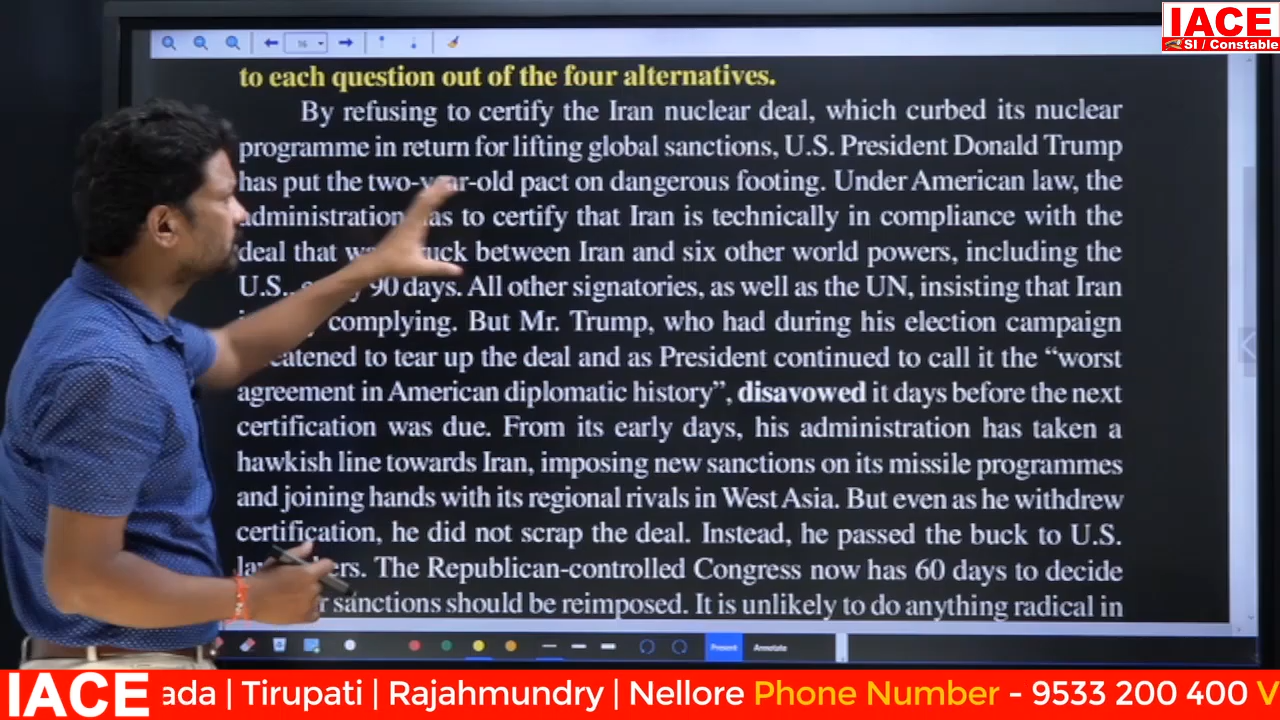 IACE
SI / Constable
16
to each question out of the four alternatives.
By refusing to certify the Iran nuclear deal, which curbed its nuclear
programme in return for lifting global sanctions, U.S. President Donald Trump
has put the two-year-old pact on dangerous footing. Under American law, the
administration has to certify that Iran is technically in compliance with the
deal that was struck between Iran and six other world powers, including the
U.S., every 90 days. All other signatories, as well as the UN, insisting that Iran
complying. But Mr. Trump, who had during his election campaign
threatened to tear up the deal and as President continued to call it the “worst
agreement in American diplomatic history”, disavowed it days before the next
certification was due. From its early days, his administration has taken a
hawkish line towards Iran, imposing new sanctions on its missile programmes
and joining hands with its regional rivals in West Asia. But even as he withdrew
certification, he did not scrap the deal. Instead, he passed the buck to U.S.
lawmakers. The Republican-controlled Congress now has 60 days to decide
sanctions should be reimposed. It is unlikely to do anything radical in
Present Annotate
IACE ada | Tirupati | Rajahmundry | Nellore Phone Number - 9533 200 400 V